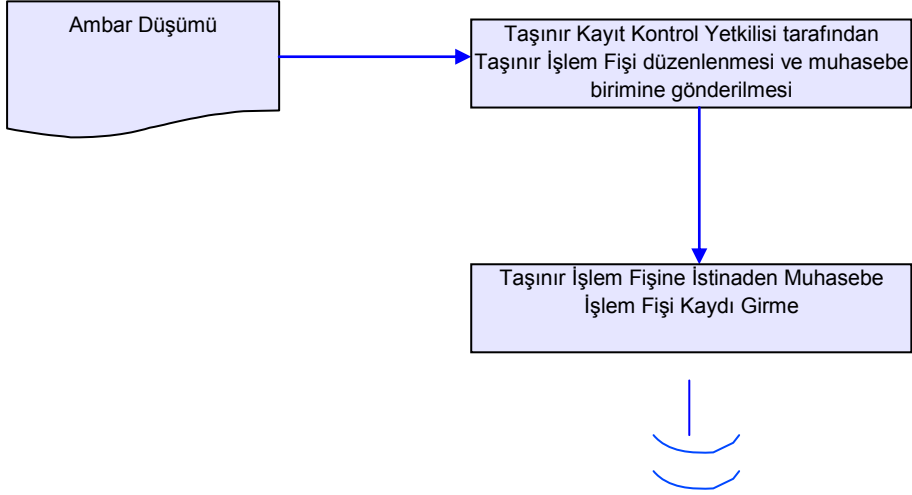 Ambar Düşümü
Taşınır Kayıt Kontrol Yetkilisi tarafından
Taşınır İşlem Fişi düzenlenmesi ve muhasebe
birimine gönderilmesi
Taşınır İşlem Fişine İstinaden Muhasebe
İşlem Fişi Kaydı Girme